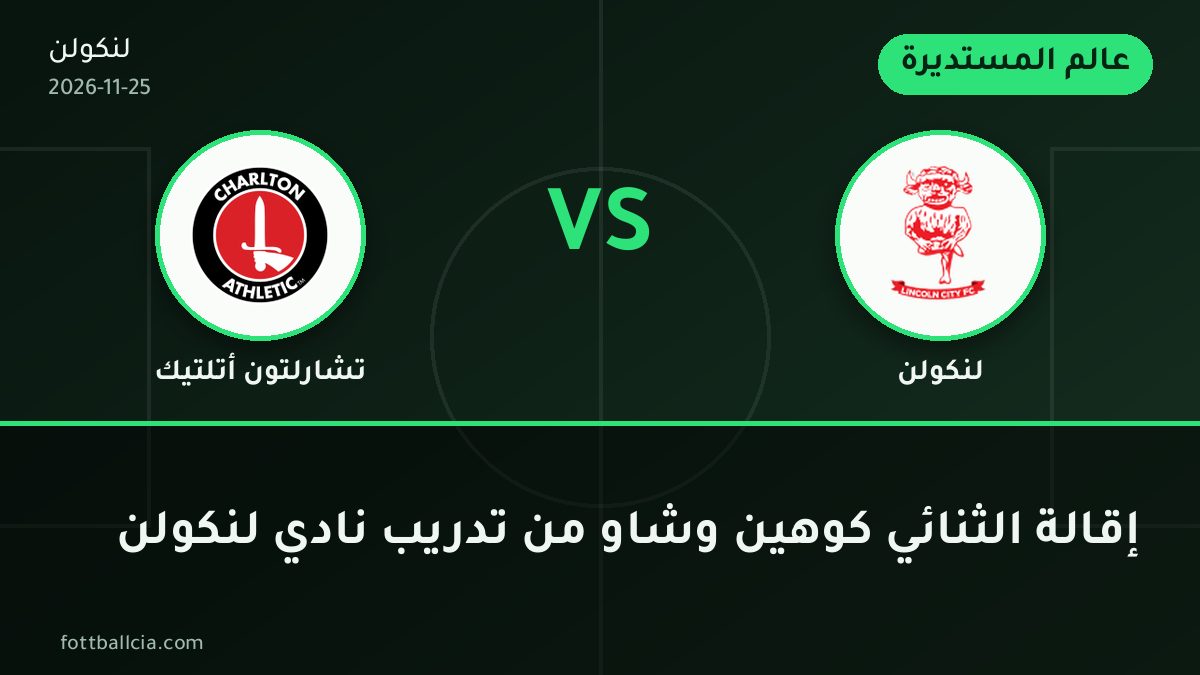 عالم المستديرة
لنكولن
2026-11-25
CHARLTON
ATHLETIC™
VS
LINCOLN CITY FC
تشارلتون أتلتيك
لنكولن
إقالة الثنائي كوهين وشاو من تدريب نادي لنكولن
fottballcia.com